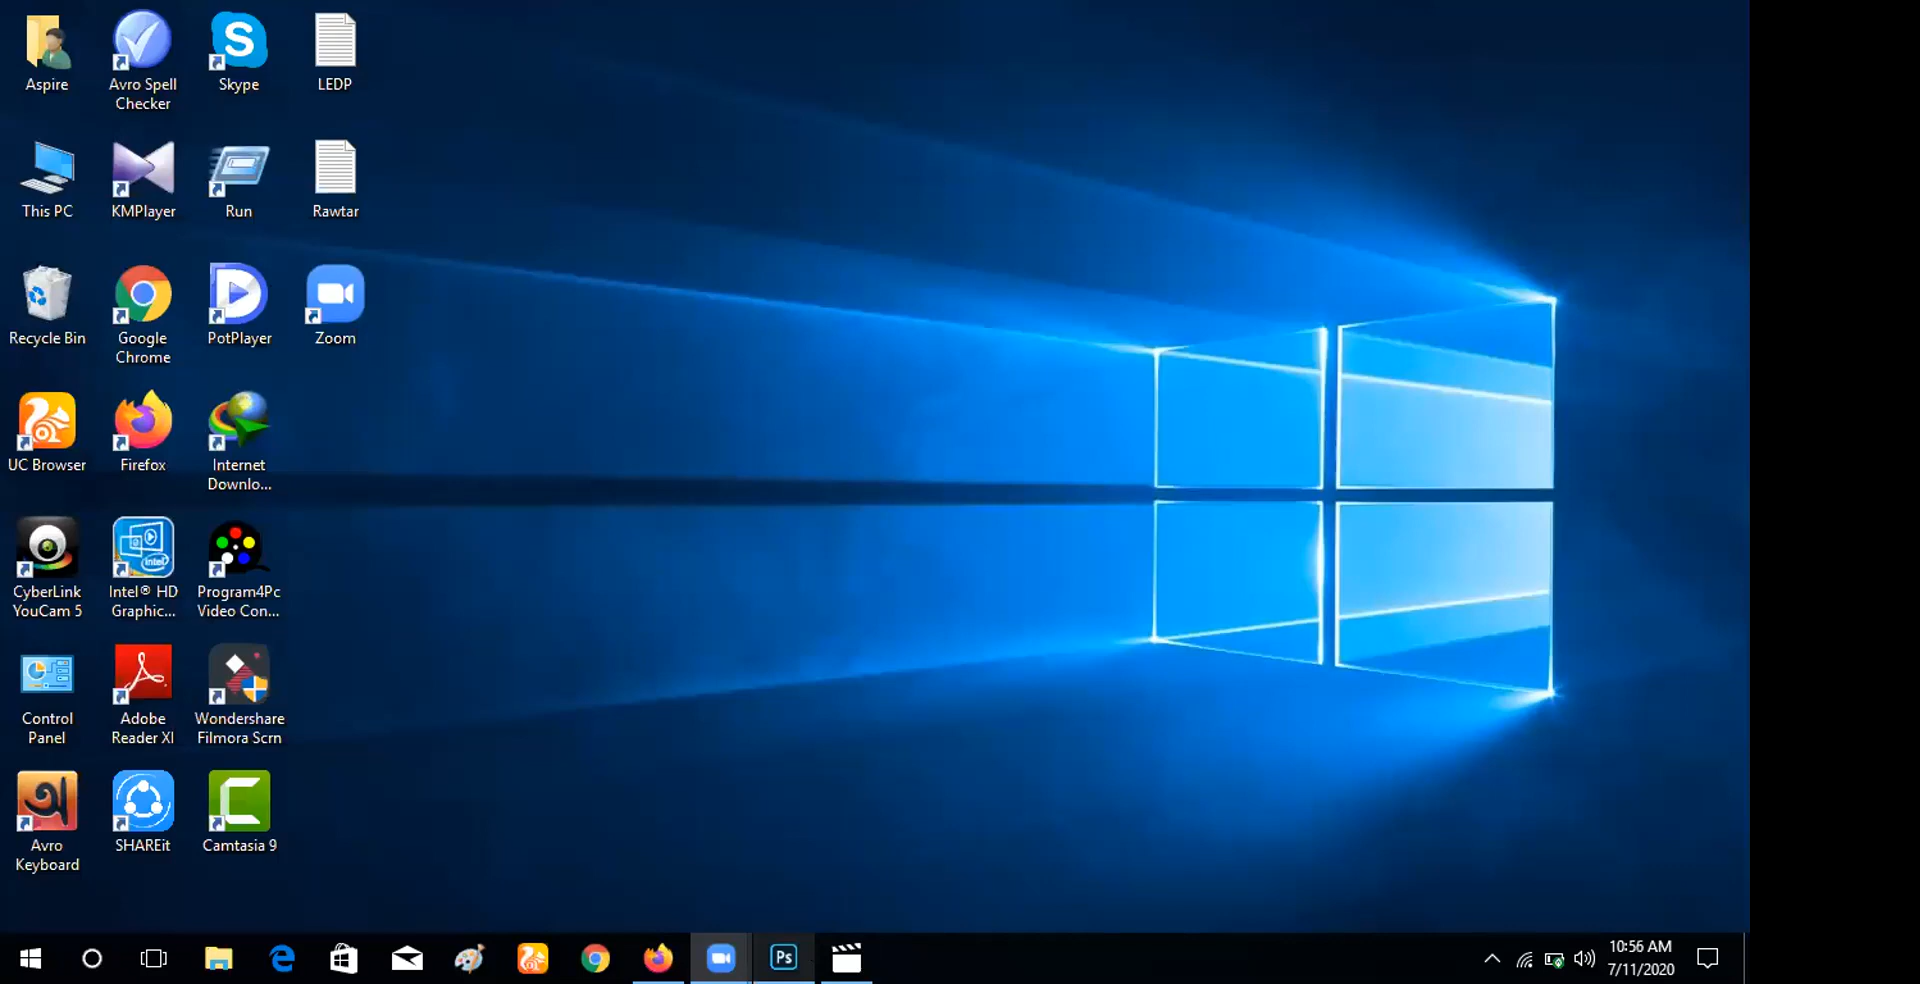 Aspire
Avro Spell
Checker
Skype
LEDP
This PC
KMPlayer
Run
Rawtar
Recycle Bin
Google
Chrome
PotPlayer
Zoom
UC Browser
Firefox
Internet
Downlo...
CyberLink
YouCam 5
Intel® HD
Graphic...
Program4Pc
Video Con...
Control
Panel
Adobe
Reader XI
Wondershare
Filmora Scrn
Avro
Keyboard
SHAREit
Camtasia 9
Ps
10:56 AM
7/11/2020